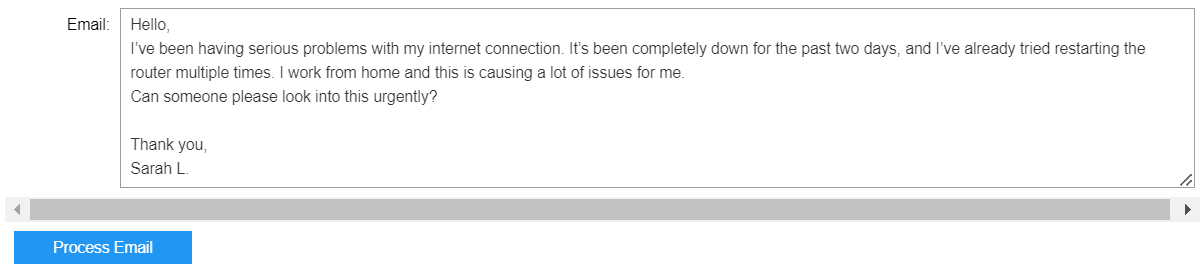 Email:
Hello,
I’ve been having serious problems with my internet connection. It’s been completely down for the past two days, and I’ve already tried restarting the
router multiple times. I work from home and this is causing a lot of issues for me.
Can someone please look into this urgently?
Thank you,
Sarah L.
Process Email